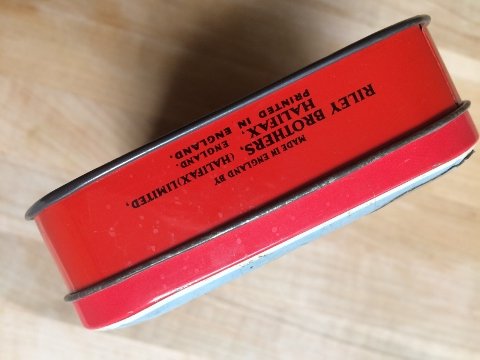 MADE IN ENGLAND BY
RILEY BROTHERS, (HALIFAX) LIMITED,
HALIFAX, ENGLAND.
PRINTED IN ENGLAND.